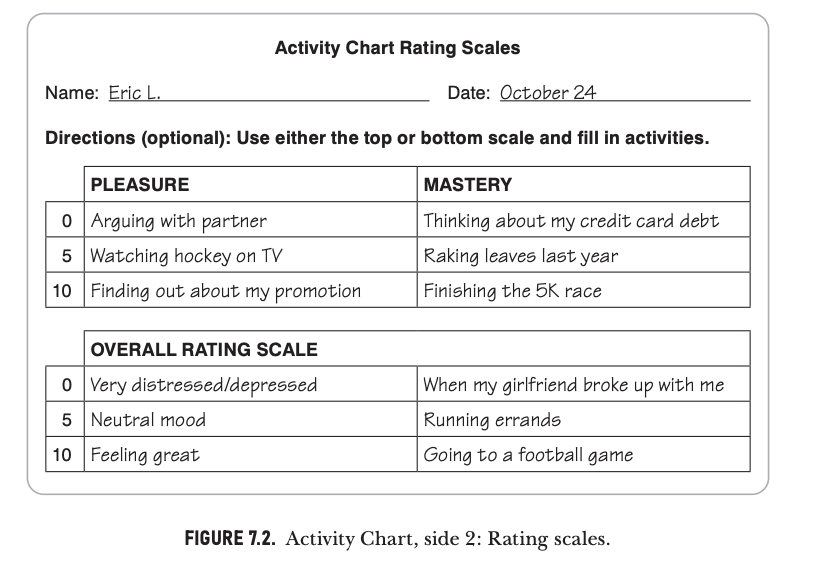 Activity Chart Rating Scales
Name: Eric L. Date: October 24
Directions (optional): Use either the top or bottom scale and fill in activities.
PLEASURE MASTERY
0 Arguing with partner Thinking about my credit card debt
5 Watching hockey on TV Raking leaves last year
10 Finding out about my promotion Finishing the 5K race
OVERALL RATING SCALE
0 Very distressed/depressed When my girlfriend broke up with me
5 Neutral mood Running errands
10 Feeling great Going to a football game
FIGURE 7.2. Activity Chart, side 2: Rating scales.